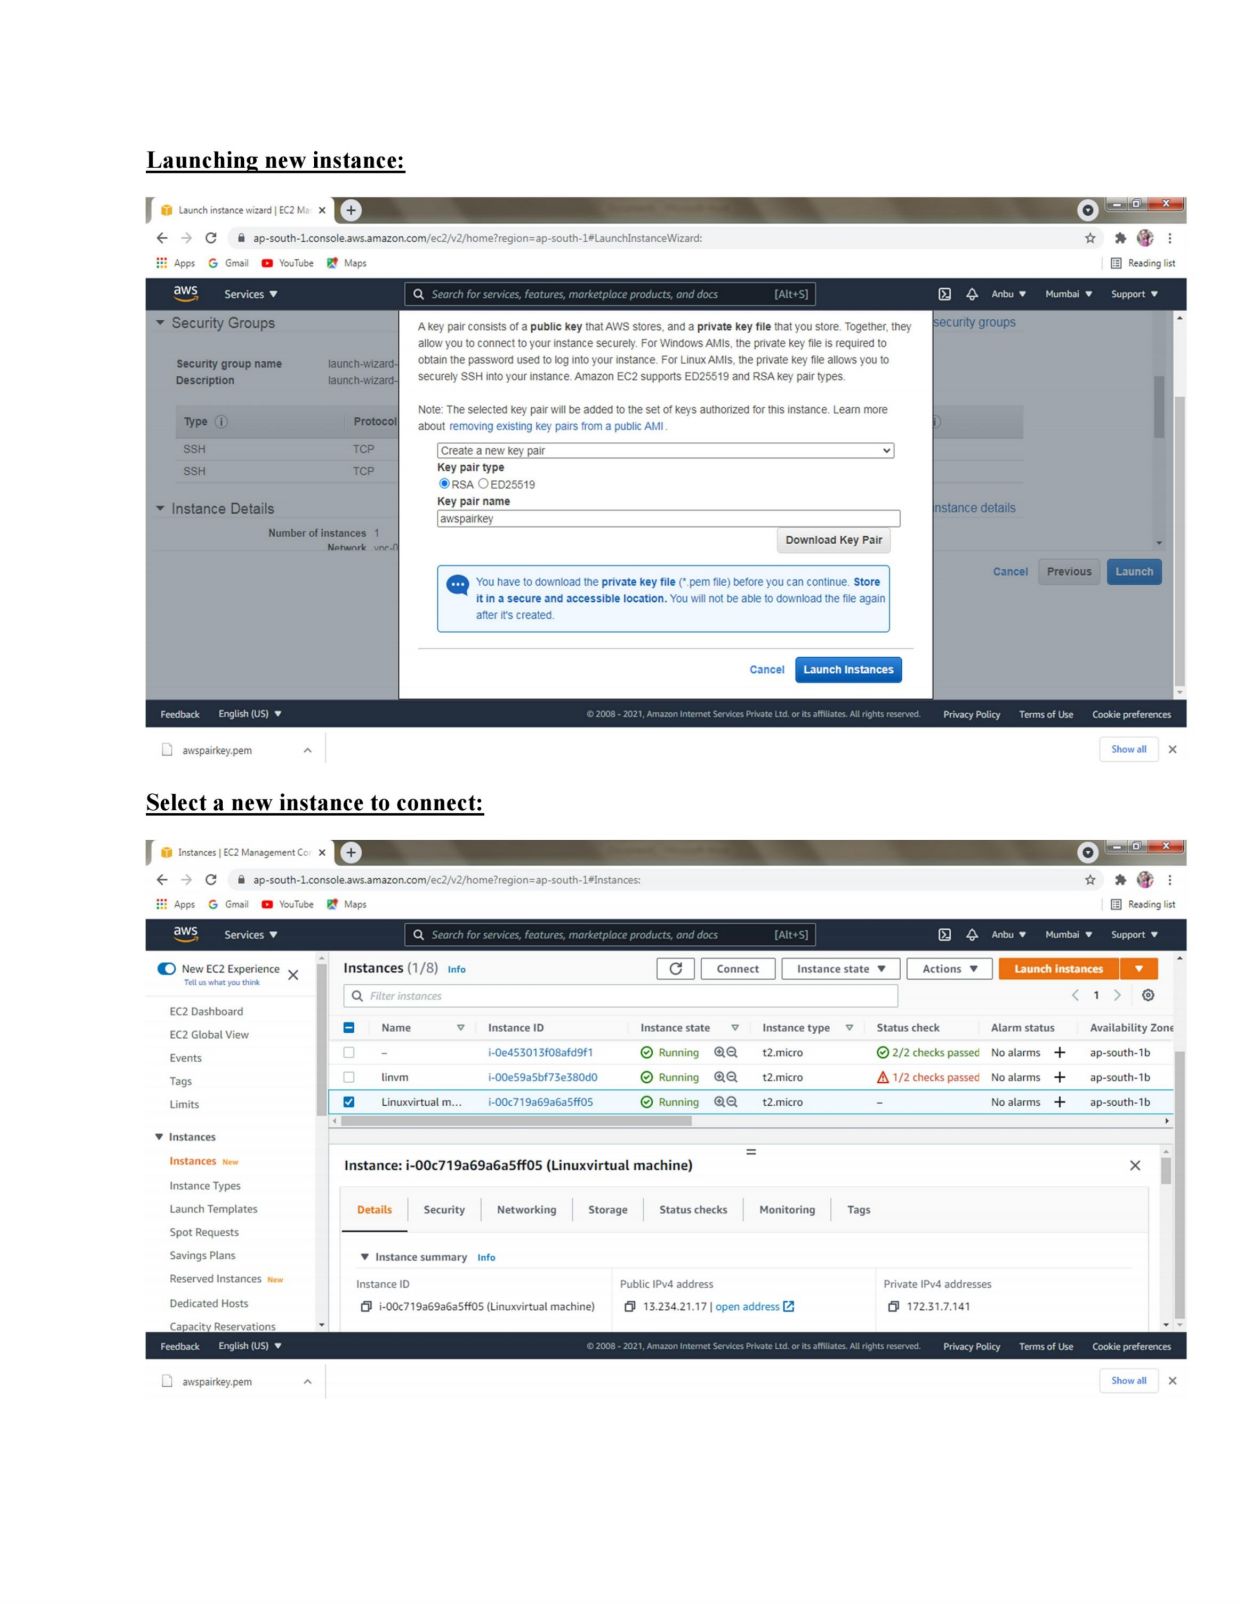 Launching new instance:
Launch instance wizard | EC2 Ma
ap-south-1.console.aws.amazon.com/ec2/v2/home?region=ap-south-1#LaunchInstanceWizard:
Apps Gmail YouTube Maps Reading list
aws Services ▼ Search for services, features, marketplace products, and docs [Alt+S] Anbu ▼ Mumbai ▼ Support ▼
Security Groups
security groups
Security group name launch-wizard-
Description launch-wizard-
Type Protocol
SSH TCP
SSH TCP
Instance Details
nstance details
Number of instances 1
Network vpc-0
Cancel Previous Launch
A key pair consists of a public key that AWS stores, and a private key file that you store. Together, they
allow you to connect to your instance securely. For Windows AMIs, the private key file is required to
obtain the password used to log into your instance. For Linux AMIs, the private key file allows you to
securely SSH into your instance. Amazon EC2 supports ED25519 and RSA key pair types.
Note: The selected key pair will be added to the set of keys authorized for this instance. Learn more
about removing existing key pairs from a public AMI.
Create a new key pair
Key pair type
RSA ED25519
Key pair name
awspairkey
Download Key Pair
You have to download the private key file (*.pem file) before you can continue. Store
it in a secure and accessible location. You will not be able to download the file again
after it's created.
Cancel Launch Instances
Feedback English (US) ▼ © 2008 - 2021, Amazon Internet Services Private Ltd. or its affiliates. All rights reserved. Privacy Policy Terms of Use Cookie preferences
awspairkey.pem Show all
Select a new instance to connect:
Instances | EC2 Management Co
ap-south-1.console.aws.amazon.com/ec2/v2/home?region=ap-south-1#Instances:
Apps Gmail YouTube Maps Reading list
aws Services ▼ Search for services, features, marketplace products, and docs [Alt+S] Anbu ▼ Mumbai ▼ Support ▼
New EC2 Experience
Tell us what you think
EC2 Dashboard
EC2 Global View
Events
Tags
Limits
Instances
Instances New
Instance Types
Launch Templates
Spot Requests
Savings Plans
Reserved Instances New
Dedicated Hosts
Capacity Reservations
Instances (1/8) Info Connect Instance state ▼ Actions ▼ Launch instances ▼
Filter instances < 1 >
Name Instance ID Instance state Instance type Status check Alarm status Availability Zone
– i-0e453013f08afd9f1 Running t2.micro 2/2 checks passed No alarms + ap-south-1b
linvm i-00e59a5bf73e380d0 Running t2.micro 1/2 checks passed No alarms + ap-south-1b
Linuxvirtual m... i-00c719a69a6a5ff05 Running t2.micro – No alarms + ap-south-1b
Instance: i-00c719a69a6a5ff05 (Linuxvirtual machine)
Details Security Networking Storage Status checks Monitoring Tags
Instance summary Info
Instance ID Public IPv4 address Private IPv4 addresses
i-00c719a69a6a5ff05 (Linuxvirtual machine) 13.234.21.17 | open address 172.31.7.141
Feedback English (US) ▼ © 2008 - 2021, Amazon Internet Services Private Ltd. or its affiliates. All rights reserved. Privacy Policy Terms of Use Cookie preferences
awspairkey.pem Show all